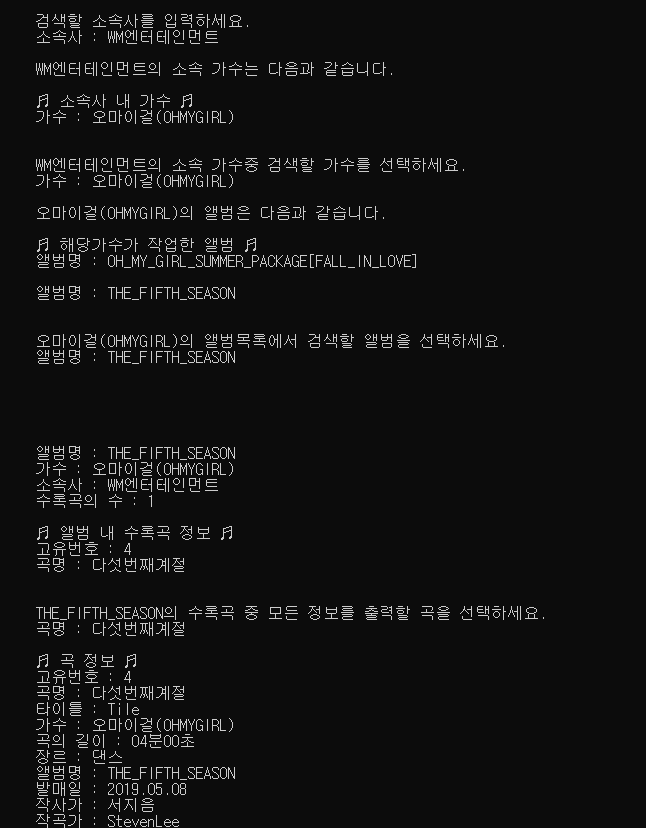 검색할 소속사를 입력하세요.
소속사 : WM엔터테인먼트
WM엔터테인먼트의 소속 가수는 다음과 같습니다.
♬ 소속사 내 가수 ♬
가수 : 오마이걸(OHMYGIRL)
WM엔터테인먼트의 소속 가수중 검색할 가수를 선택하세요.
가수 : 오마이걸(OHMYGIRL)
오마이걸(OHMYGIRL)의 앨범은 다음과 같습니다.
♬ 해당가수가 작업한 앨범 ♬
앨범명 : OH_MY_GIRL_SUMMER_PACKAGE[FALL_IN_LOVE]
앨범명 : THE_FIFTH_SEASON
오마이걸(OHMYGIRL)의 앨범목록에서 검색할 앨범을 선택하세요.
앨범명 : THE_FIFTH_SEASON
앨범명 : THE_FIFTH_SEASON
가수 : 오마이걸(OHMYGIRL)
소속사 : WM엔터테인먼트
수록곡의 수 : 1
♬ 앨범 내 수록곡 정보 ♬
고유번호 : 4
곡명 : 다섯번째계절
THE_FIFTH_SEASON의 수록곡 중 모든 정보를 출력할 곡을 선택하세요.
곡명 : 다섯번째계절
♬ 곡 정보 ♬
고유번호 : 4
곡명 : 다섯번째계절
타이틀 : Tile
가수 : 오마이걸(OHMYGIRL)
곡의 길이 : 04분00초
장르 : 댄스
앨범명 : THE_FIFTH_SEASON
발매일 : 2019.05.08
작사가 : 서지음
작곡가 : StevenLee